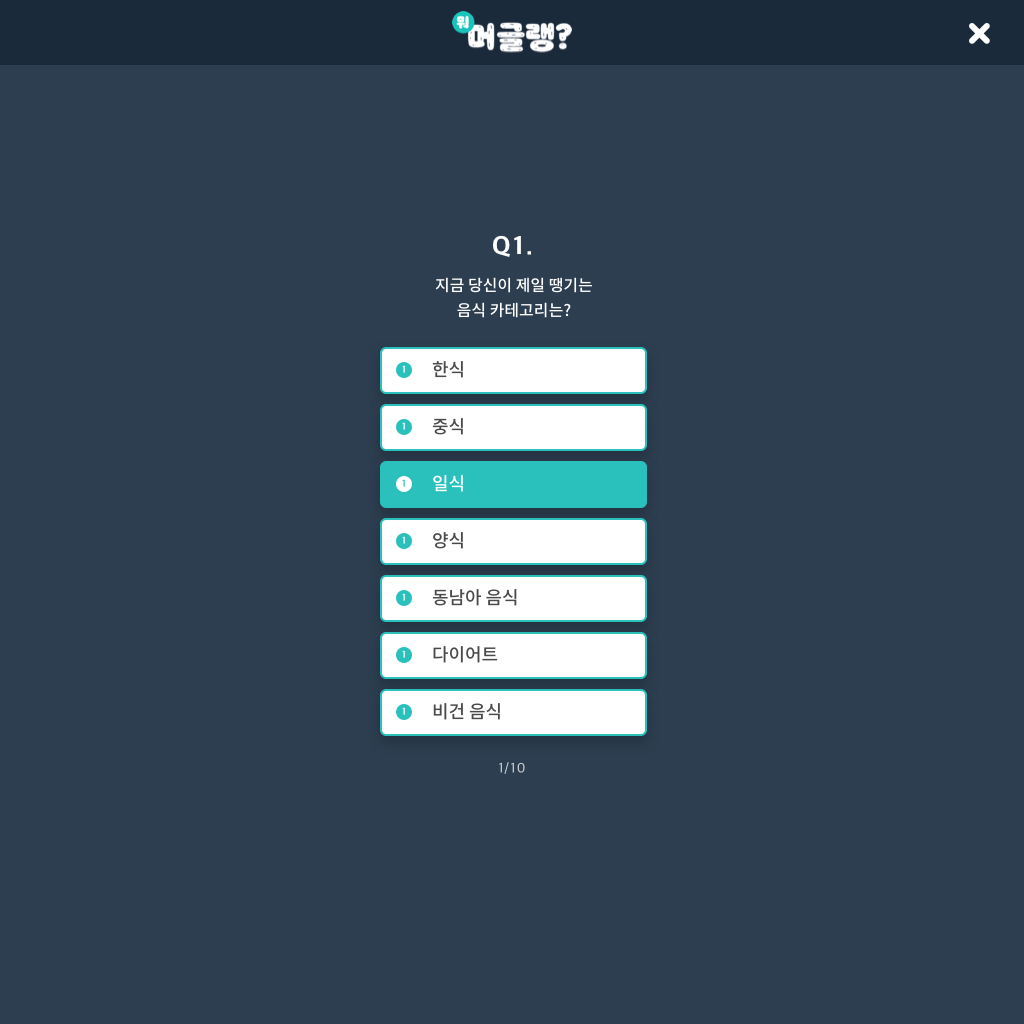 뭐
머글랭?
Q1.
지금 당신이 제일 땡기는
음식 카테고리는?
1 한식
1 중식
1 일식
1 양식
1 동남아 음식
1 다이어트
1 비건 음식
1/10